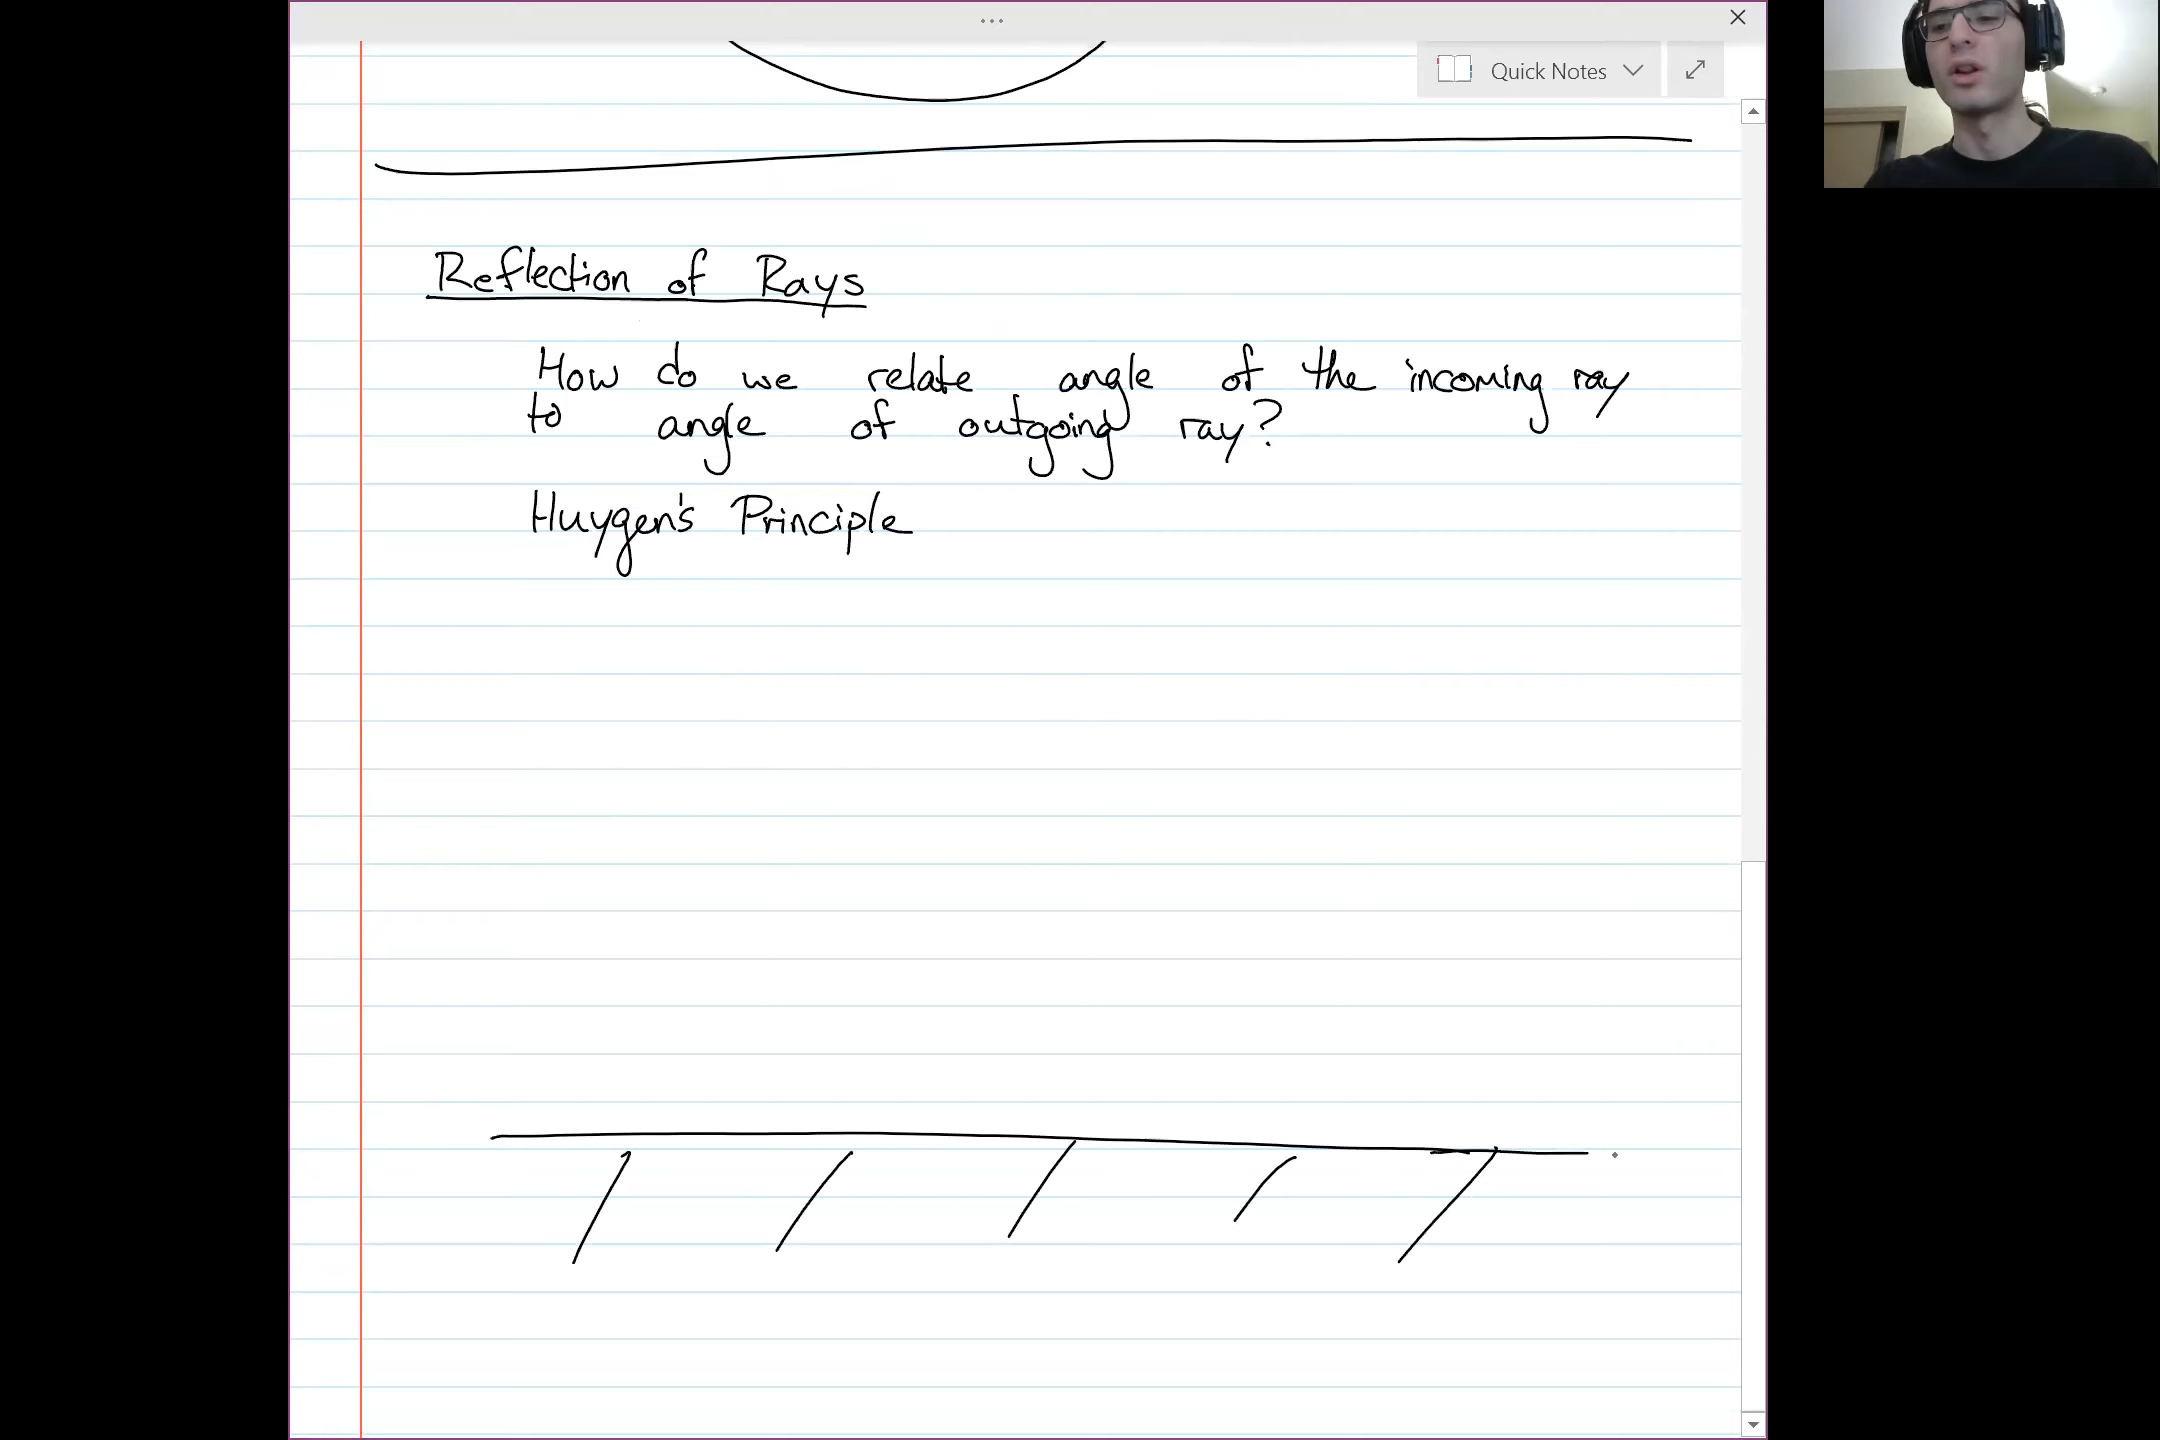 Quick Notes
Reflection of Rays
How do we relate angle of the incoming ray
to angle of outgoing ray?
Huygen's Principle